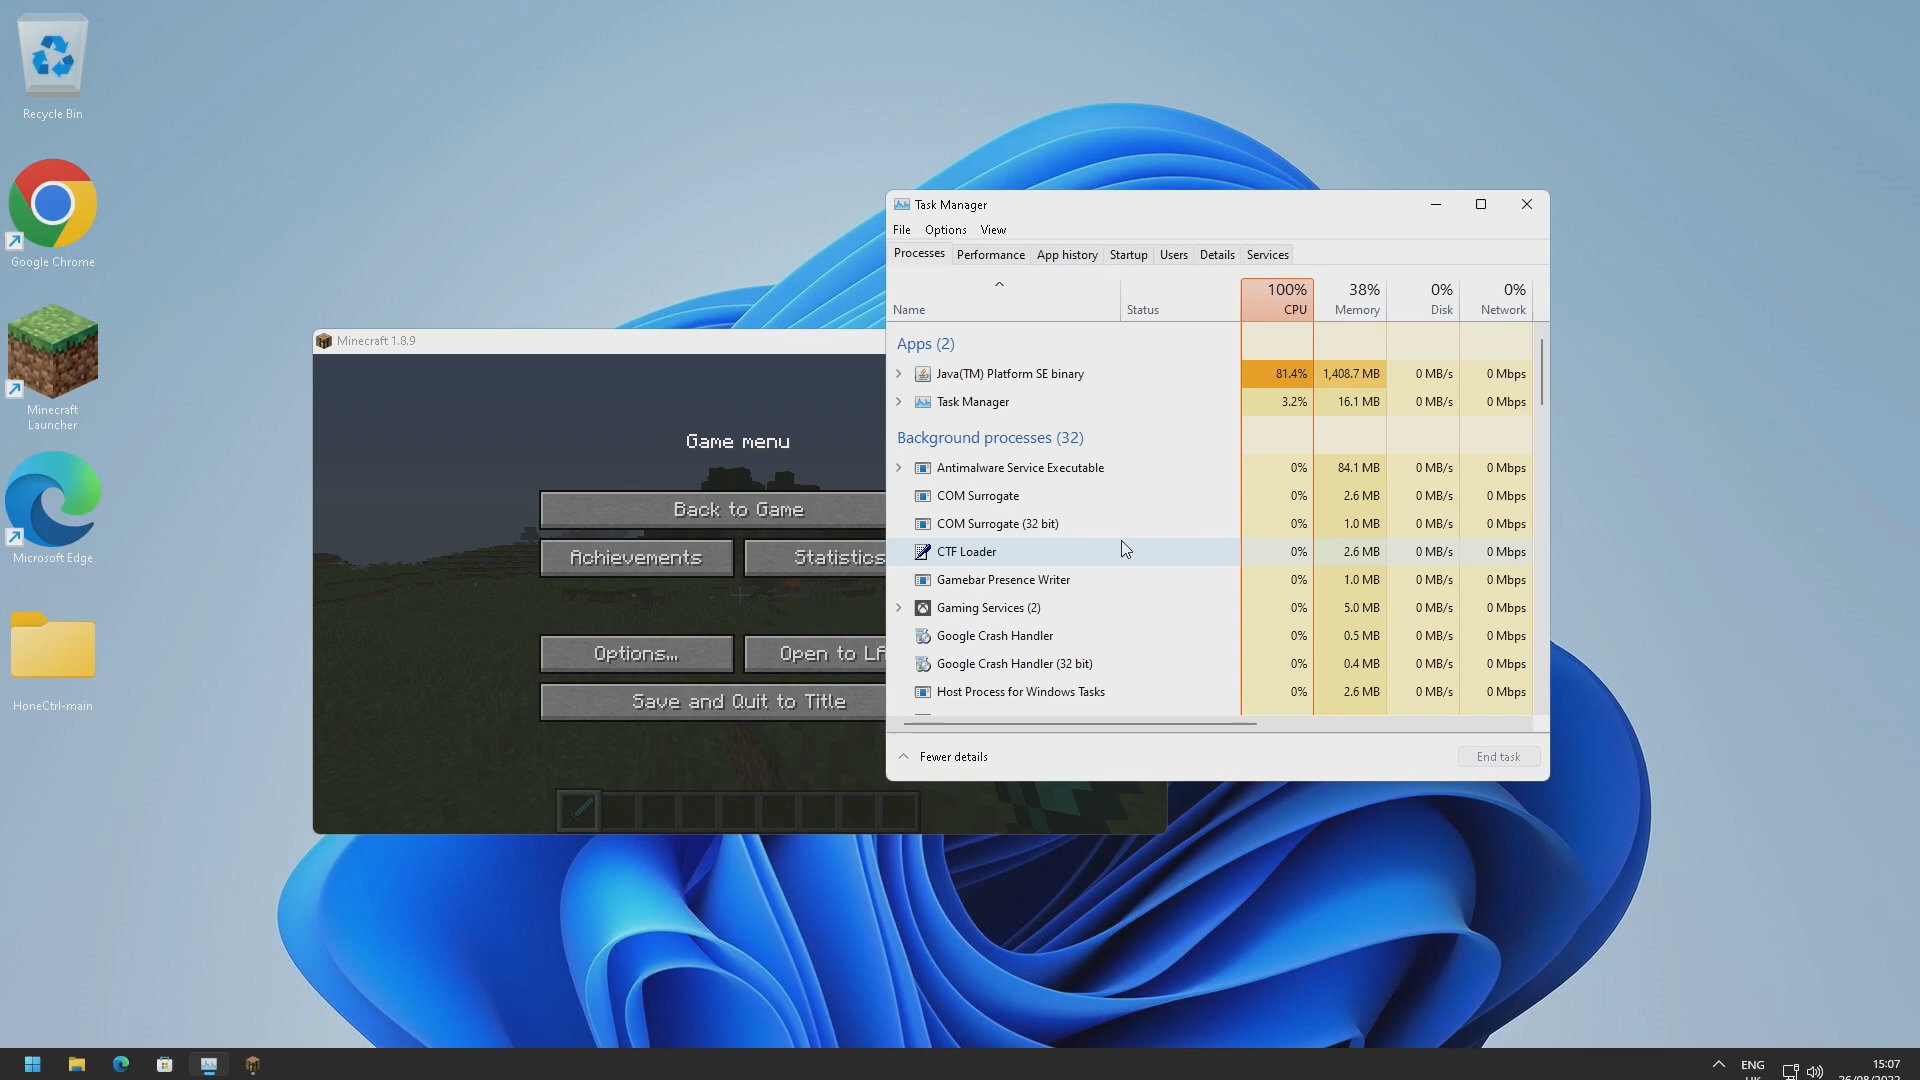 Recycle Bin
Google Chrome
Minecraft
Launcher
Microsoft Edge
HoneCtrl-main
Minecraft 1.8.9
Game menu
Back to Game
Achievements
Statistics
Options...
Open to
Save and Quit to Title
Task Manager
File Options View
Processes Performance App history Startup Users Details Services
100% 38% 0% 0%
Name Status CPU Memory Disk Network
Apps (2)
Java(TM) Platform SE binary 81.4% 1,408.7 MB 0 MB/s 0 Mbps
Task Manager 3.2% 16.1 MB 0 MB/s 0 Mbps
Background processes (32)
Antimalware Service Executable 0% 84.1 MB 0 MB/s 0 Mbps
COM Surrogate 0% 2.6 MB 0 MB/s 0 Mbps
COM Surrogate (32 bit) 0% 1.0 MB 0 MB/s 0 Mbps
CTF Loader 0% 2.6 MB 0 MB/s 0 Mbps
Gamebar Presence Writer 0% 1.0 MB 0 MB/s 0 Mbps
Gaming Services (2) 0% 5.0 MB 0 MB/s 0 Mbps
Google Crash Handler 0% 0.5 MB 0 MB/s 0 Mbps
Google Crash Handler (32 bit) 0% 0.4 MB 0 MB/s 0 Mbps
Host Process for Windows Tasks 0% 2.6 MB 0 MB/s 0 Mbps
Fewer details
End task
ENG
15:07